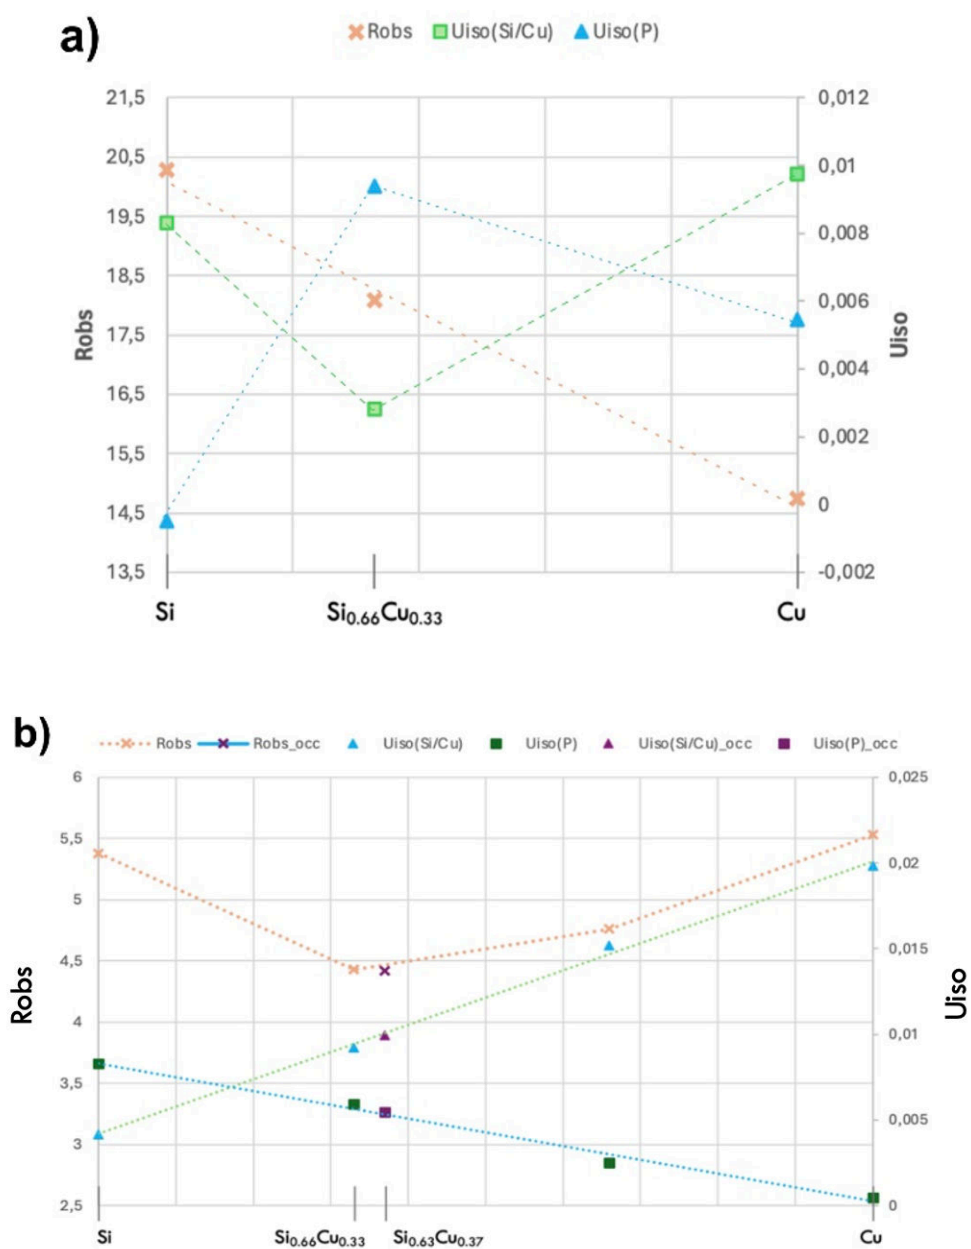 a)
Robs Uiso(Si/Cu) Uiso(P)
21,5 0,012
20,5 0,01
19,5 0,008
18,5 0,006
17,5 0,004
16,5 0,002
15,5 0
14,5 -0,002
13,5
Robs
Uiso
Si Si0.66Cu0.33 Cu
b)
Robs Robs_occ Uiso(Si/Cu) Uiso(P) Uiso(Si/Cu)_occ Uiso(P)_occ
6 0,025
5,5 0,02
5 0,015
4,5 0,01
4 0,005
3,5 0
3
2,5
Robs
Uiso
Si Si0.66Cu0.33 Si0.63Cu0.37 Cu